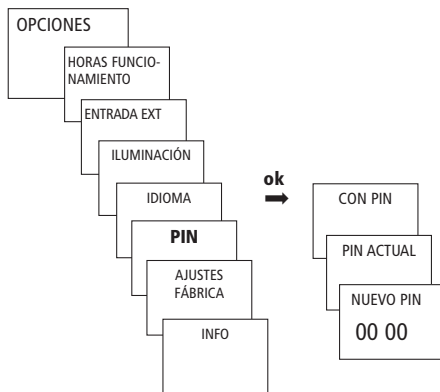 OPCIONES
HORAS FUNCIO-
NAMIENTO
ENTRADA EXT
ILUMINACIÓN
IDIOMA
PIN
AJUSTES
FÁBRICA
INFO
ok
CON PIN
PIN ACTUAL
NUEVO PIN
00 00